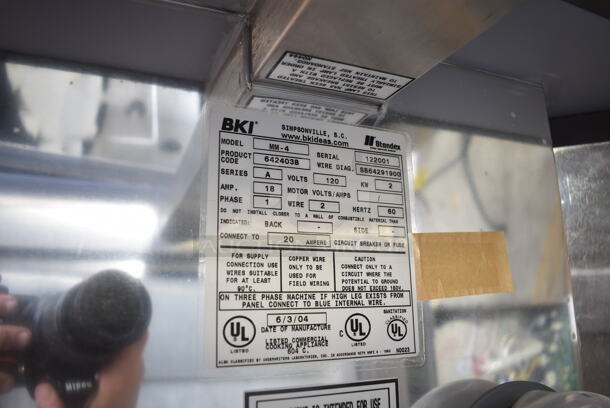 BKI
SIMPSONVILLE, S.C.
www.bkideas.com
Standex
MODEL MM-4
SERIAL 122001
PRODUCT CODE 642403B
WIRE DIAG. SB64291900
SERIES A VOLTS 120 KW 2
AMP. 18 MOTOR VOLTS/AMPS /
PHASE 1 WIRE 2 HERTZ 60
DO NOT INSTALL CLOSER TO A WALL OF COMBUSTIBLE MATERIAL THAN
INDICATED: BACK - SIDE -
CONNECT TO 20 AMPERE CIRCUIT BREAKER OR FUSE
FOR SUPPLY
CONNECTION USE
WIRES SUITABLE
FOR AT LEAST
90°C.
COPPER WIRE
ONLY TO BE
USED FOR
FIELD WIRING
CAUTION
CONNECT ONLY TO A
CIRCUIT WHERE THE
POTENTIAL TO GROUND
DOES NOT EXCEED 150V.
ON THREE PHASE MACHINE IF HIGH LEG EXISTS FROM
PANEL CONNECT TO BLUE INTERNAL WIRE.
UL
LISTED
6/3/04
DATE OF MANUFACTURE
LISTED COMMERCIAL
COOKING APPLIANCE
604 C.
C UL
LISTED
SANITATION
CLASSIFIED
UL
N0023
INTENDED FOR USE